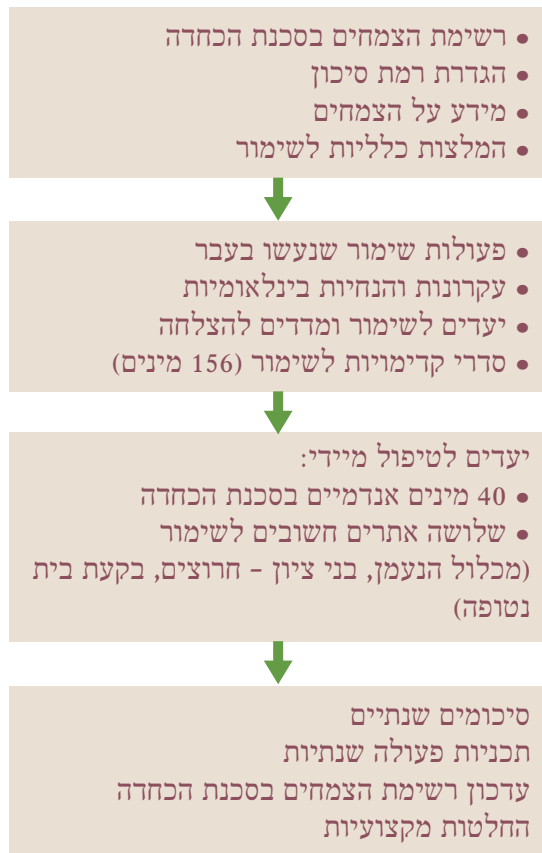 • רשימת הצמחים בסכנת הכחדה
• הגדרת רמת סיכון
• מידע על הצמחים
• המלצות כלליות לשימור
• פעולות שימור שנעשו בעבר
• עקרונות והנחיות בינלאומיות
• יעדים לשימור ומדדים להצלחה
• סדרי קדימויות לשימור (156 מינים)
יעדים לטיפול מיידי:
• 40 מינים אנדמיים בסכנת הכחדה
• שלושה אתרים חשובים לשימור
(מכלול הנעמן, בני ציון – חרוצים, בקעת בית
נטופה)
סיכומים שנתיים
תכניות פעולה שנתיות
עדכון רשימת הצמחים בסכנת הכחדה
החלטות מקצועיות